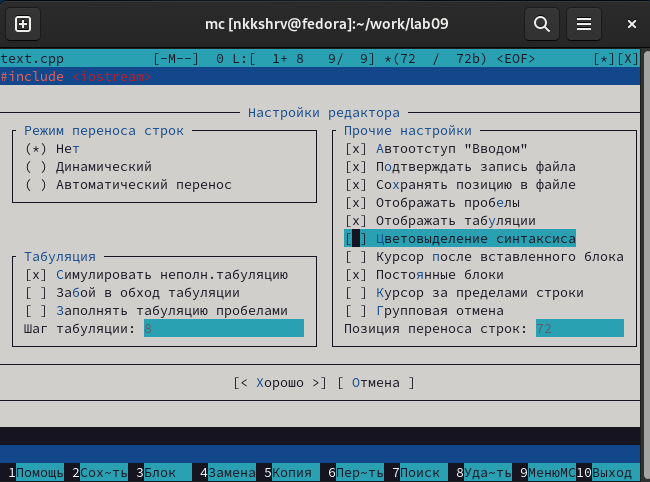 mc [nkkshrv@fedora]:~/work/lab09
text.cpp [-M--] 0 L:[ 1+ 8 9/ 9] *(72 / 72b) <EOF> [*][X]
#include <iostream>
Настройки редактора
Режим переноса строк
(*) Нет
( ) Динамический
( ) Автоматический перенос
Табуляция
[x] Симулировать неполн.табуляцию
[ ] Забой в обход табуляции
[ ] Заполнять табуляцию пробелами
Шаг табуляции: 8
Прочие настройки
[x] Автоотступ "Вводом"
[x] Подтверждать запись файла
[x] Сохранять позицию в файле
[x] Отображать пробелы
[x] Отображать табуляции
[ ] Цветовыделение синтаксиса
[ ] Курсор после вставленного блока
[x] Постоянные блоки
[ ] Курсор за пределами строки
[ ] Групповая отмена
Позиция переноса строк: 72
[< Хорошо >] [ Отмена ]
1Помощь 2Сох~ть 3Блок 4Замена 5Копия 6Пер~ть 7Поиск 8Уда~ть 9МенюMC 10Выход